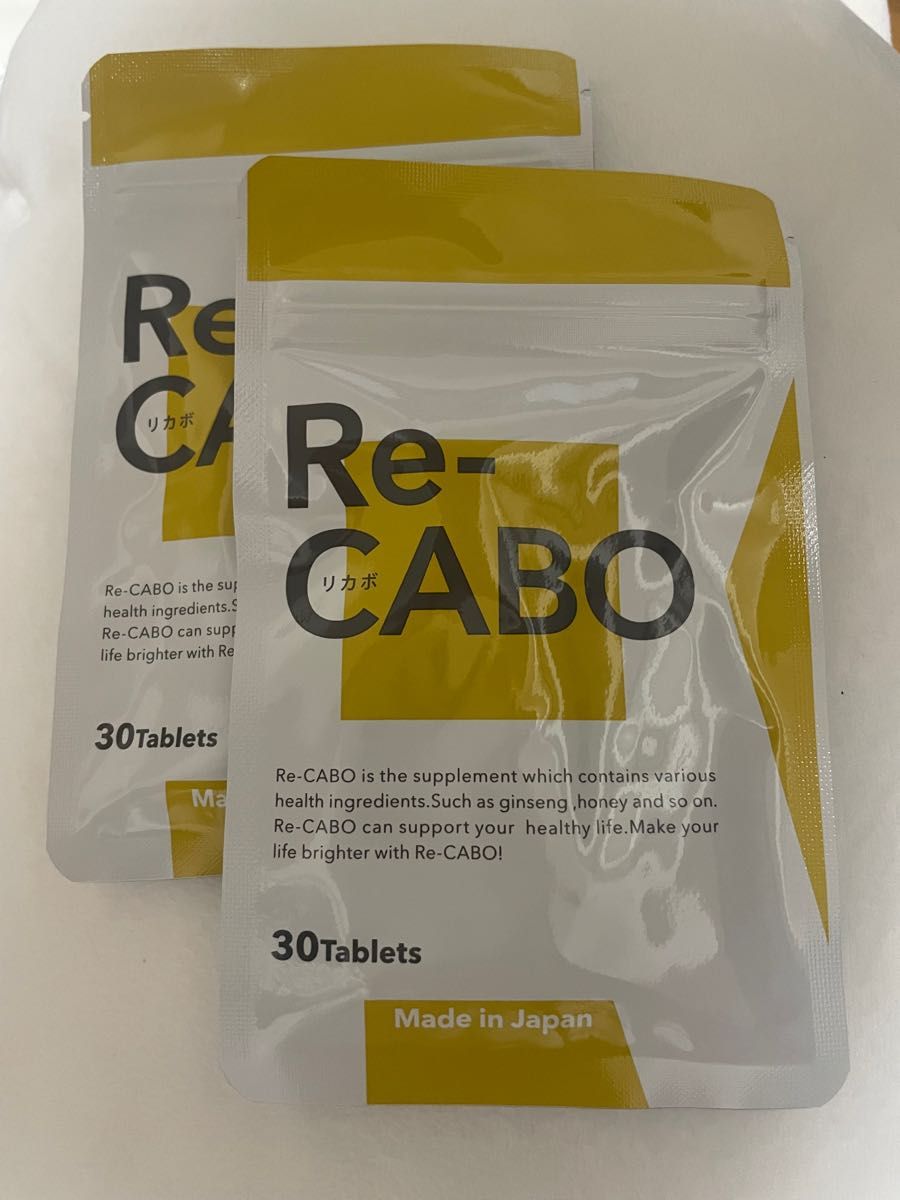 Re
CA
リカボ
Re-CABO is the
health ingredients.
Re-CABO can
life brighter with Re
30Tablets
Ma
Re-
CABO
リカボ
Re-CABO is the supplement which contains various
health ingredients.Such as ginseng ,honey and so on.
Re-CABO can support your healthy life.Make your
life brighter with Re-CABO!
30Tablets
Made in Japan